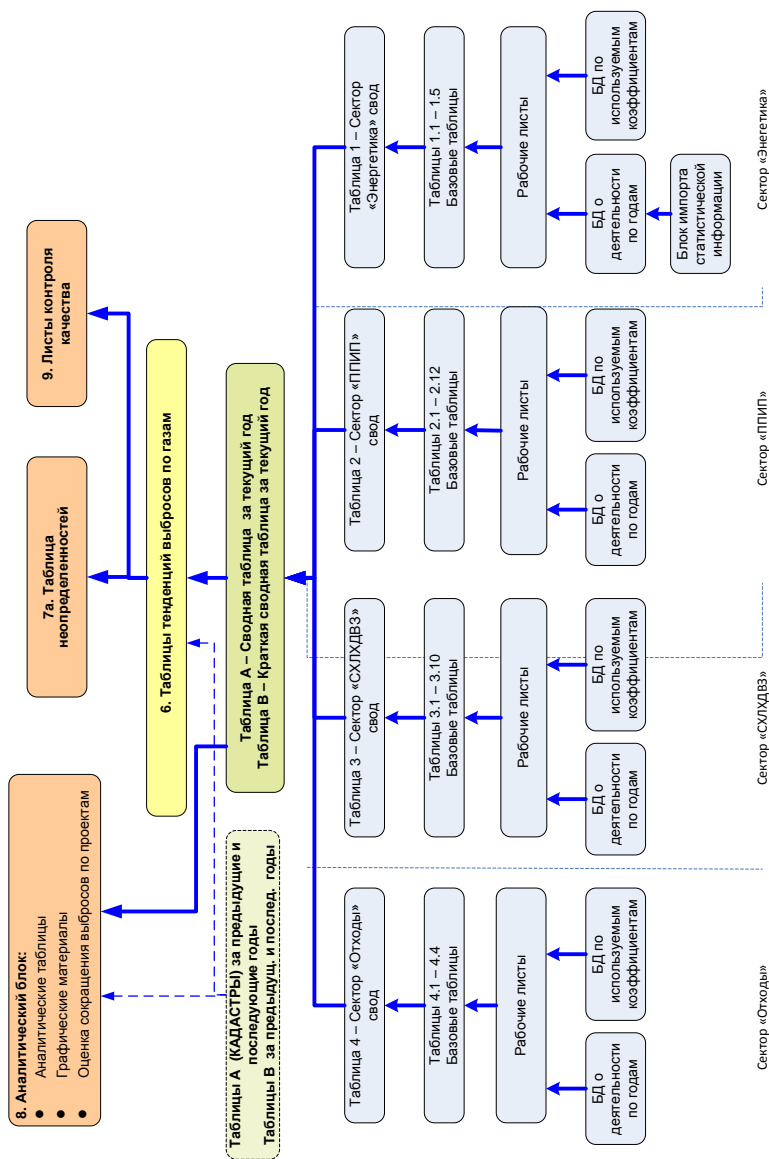 8. Аналитический блок:
● Аналитические таблицы
● Графические материалы
● Оценка сокращения выбросов по проектам
7а. Таблица
неопределенностей
9. Листы контроля
качества
6. Таблицы тенденций выбросов по газам
Таблицы А (КАДАСТРЫ) за предыдущие и
последующие годы
Таблицы В за предыдущ. и послед. годы
Таблица А – Сводная таблица за текущий год
Таблица В – Краткая сводная таблица за текущий год
Таблица 4 – Сектор «Отходы»
свод
Таблица 3 – Сектор «СХЛХДВЗ»
свод
Таблица 2 – Сектор «ППИП»
свод
Таблица 1 – Сектор
«Энергетика» свод
Таблицы 4.1 – 4.4
Базовые таблицы
Таблицы 3.1 – 3.10
Базовые таблицы
Таблицы 2.1 – 2.12
Базовые таблицы
Таблицы 1.1 – 1.5
Базовые таблицы
Рабочие листы
Рабочие листы
Рабочие листы
Рабочие листы
БД о
деятельности
по годам
БД по
используемым
коэффициентам
БД о
деятельности
по годам
БД по
используемым
коэффициентам
БД о
деятельности
по годам
БД по
используемым
коэффициентам
БД о
деятельности
по годам
БД по
используемым
коэффициентам
Блок импорта
статистической
информации
Сектор «Отходы»
Сектор «СХЛХДВЗ»
Сектор «ППИП»
Сектор «Энегетика»